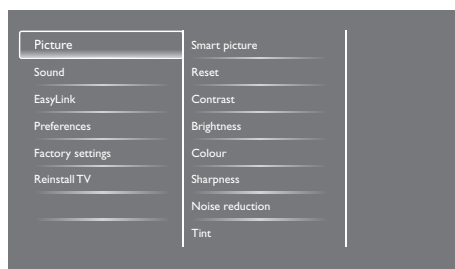 Picture
Sound
EasyLink
Preferences
Factory settings
Reinstall TV
Smart picture
Reset
Contrast
Brightness
Colour
Sharpness
Noise reduction
Tint